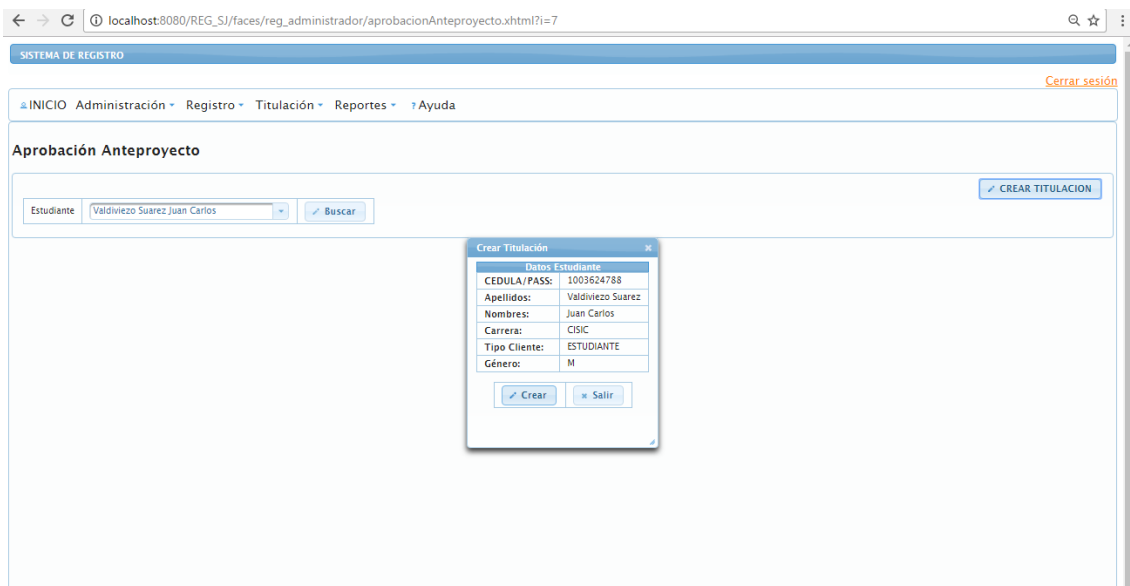 localhost:8080/REG_SJ/faces/reg_administrador/aprobacionAnteproyecto.xhtml?i=7
SISTEMA DE REGISTRO
Cerrar sesión
INICIO Administración Registro Titulación Reportes ? Ayuda
Aprobación Anteproyecto
CREAR TITULACION
Estudiante Valdiviezo Suarez Juan Carlos Buscar
Crear Titulación
Datos Estudiante
CEDULA/PASS: 1003624788
Apellidos: Valdiviezo Suarez
Nombres: Juan Carlos
Carrera: CISIC
Tipo Cliente: ESTUDIANTE
Género: M
Crear Salir